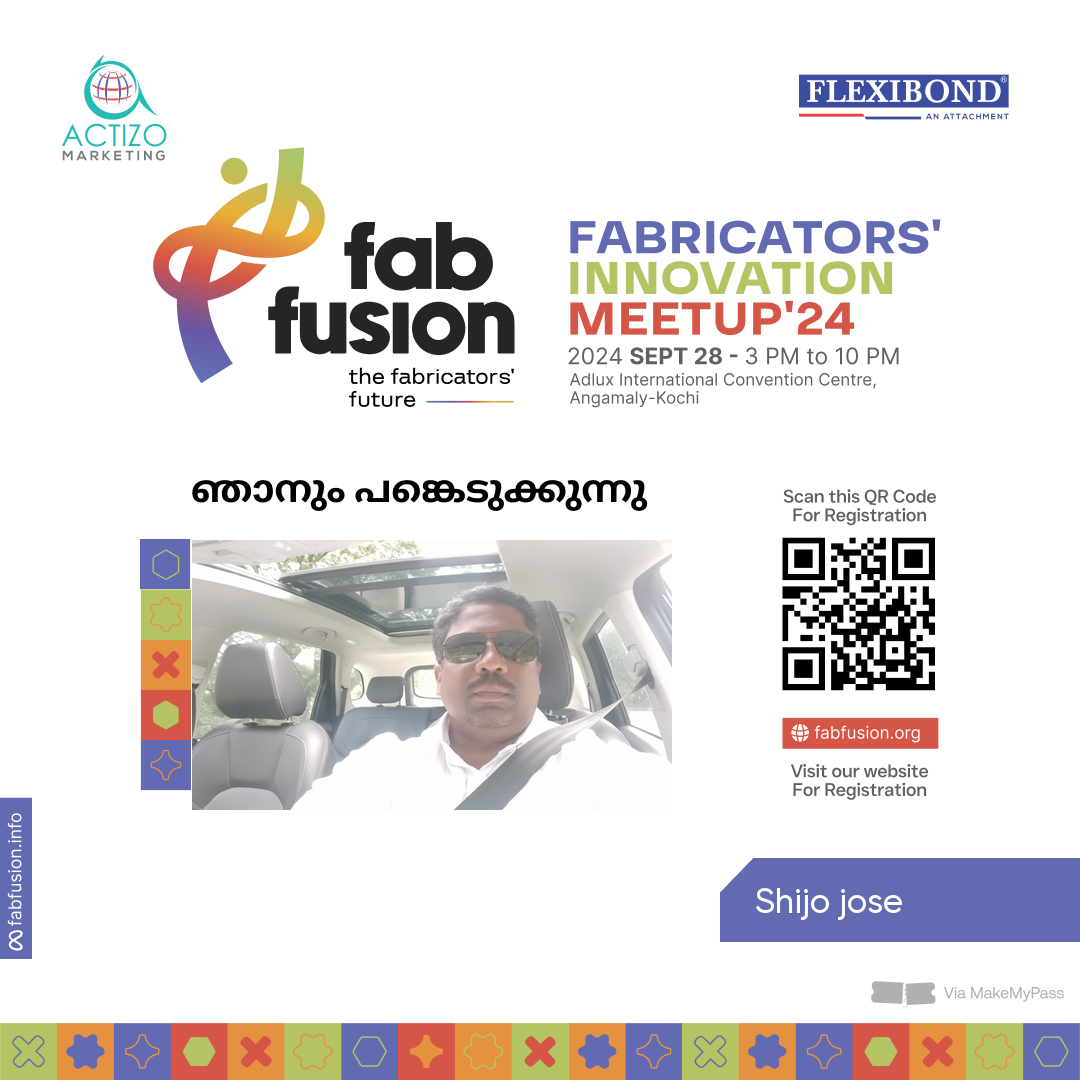 ACTIZO
MARKETING
FLEXIBOND®
AN ATTACHMENT
fab
fusion
the fabricators'
future
FABRICATORS'
INNOVATION
MEETUP'24
2024 SEPT 28 - 3 PM to 10 PM
Adlux International Convention Centre,
Angamaly-Kochi
ഞാനും പങ്കെടുക്കുന്നു
Scan this QR Code
For Registration
fabfusion.org
Visit our website
For Registration
fabfusion.info
Shijo jose
Via MakeMyPass